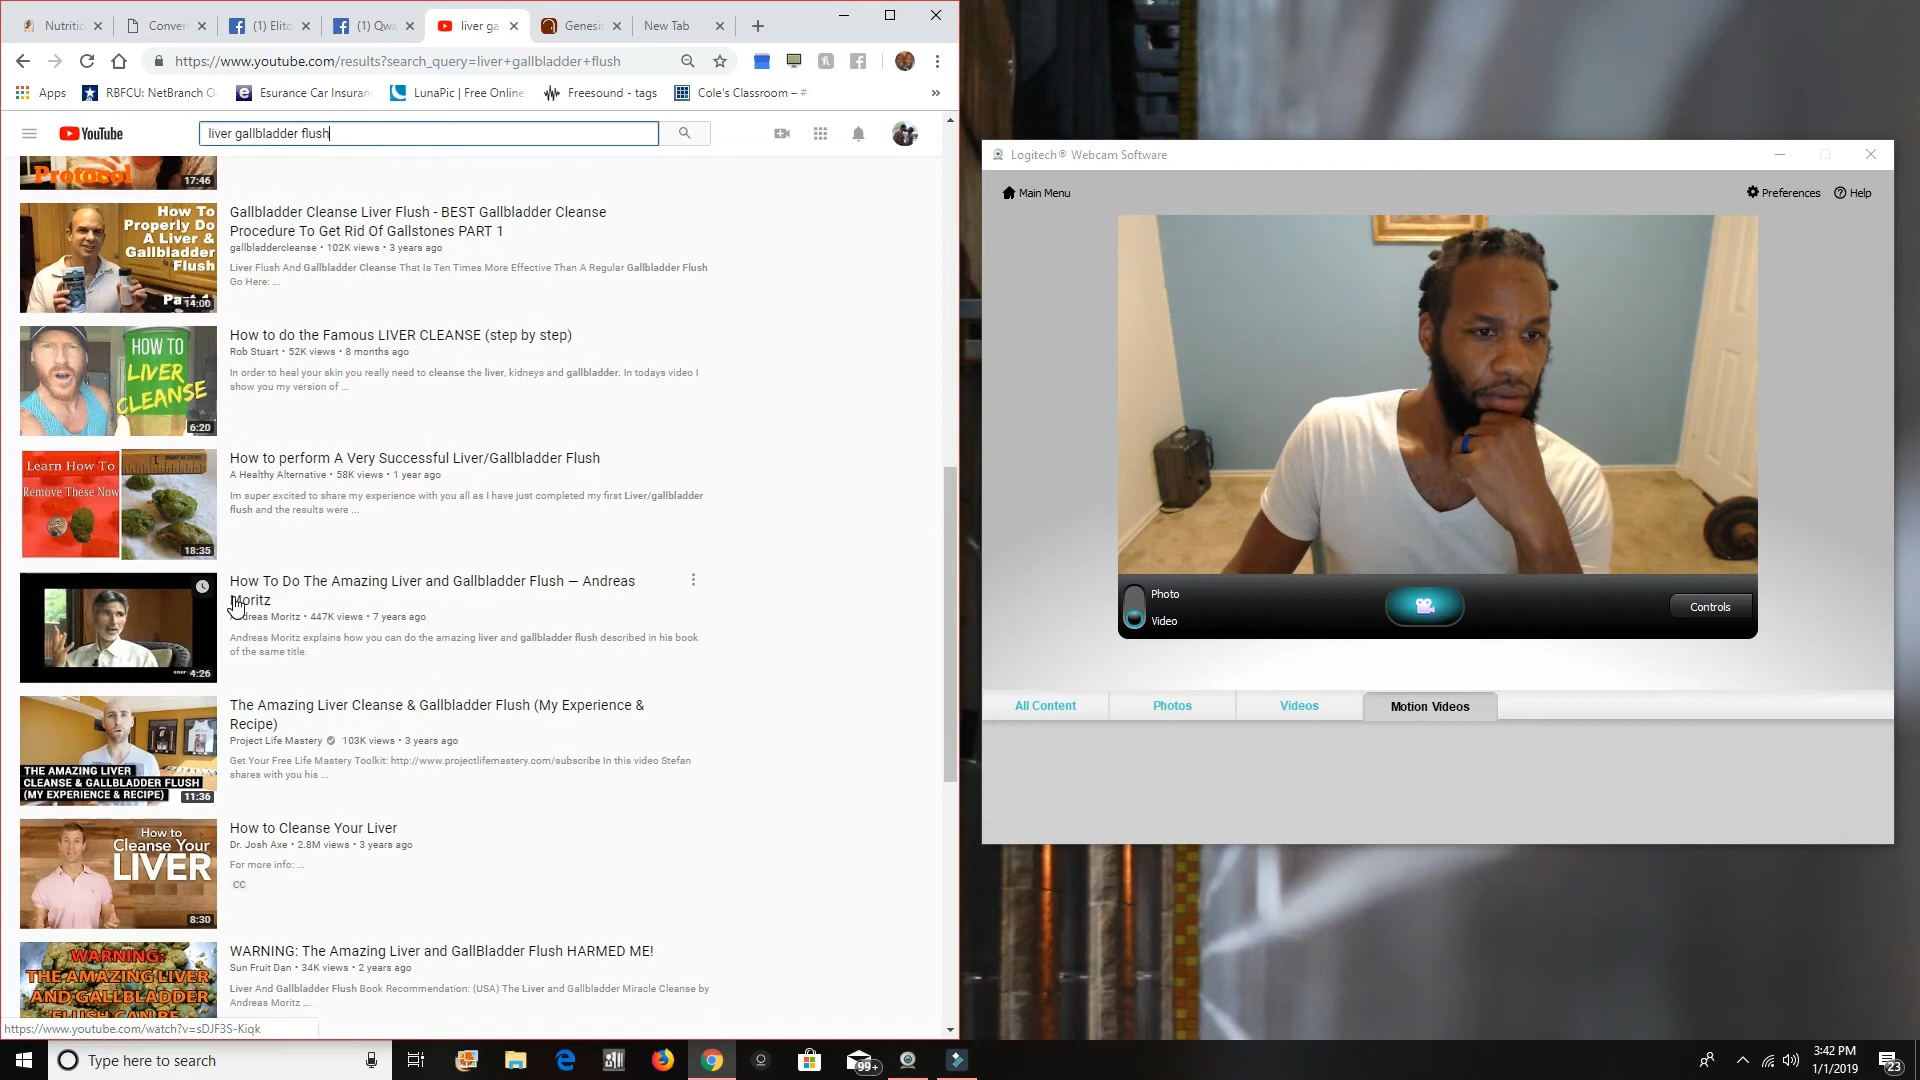 Nutritic
Conver
(1) Elito
(1) Qwa
liver ga
Genesi
New Tab
https://www.youtube.com/results?search_query=liver+gallbladder+flush
Apps
RBFCU: NetBranch O
Esurance Car Insuran
LunaPic | Free Online
Freesound - tags
Cole's Classroom – #
»
YouTube
liver gallbladder flush
Protocol
17:46
How To
Properly Do
A Liver &
Gallbladder
Flush
Part 1
14:00
Gallbladder Cleanse Liver Flush - BEST Gallbladder Cleanse
Procedure To Get Rid Of Gallstones PART 1
gallbladdercleanse • 102K views • 3 years ago
Liver Flush And Gallbladder Cleanse That Is Ten Times More Effective Than A Regular Gallbladder Flush
Go Here: ...
HOW TO
LIVER
CLEANSE
6:20
How to do the Famous LIVER CLEANSE (step by step)
Rob Stuart • 52K views • 8 months ago
In order to heal your skin you really need to cleanse the liver, kidneys and gallbladder. In todays video I
show you my version of ...
Learn How To
Remove These Now
18:35
How to perform A Very Successful Liver/Gallbladder Flush
A Healthy Alternative • 58K views • 1 year ago
Im super excited to share my experience with you all as I have just completed my first Liver/gallbladder
flush and the results were ...
4:26
How To Do The Amazing Liver and Gallbladder Flush — Andreas
Moritz
Andreas Moritz • 447K views • 7 years ago
Andreas Moritz explains how you can do the amazing liver and gallbladder flush described in his book
of the same title.
THE AMAZING LIVER
CLEANSE & GALLBLADDER FLUSH
(MY EXPERIENCE & RECIPE)
11:36
The Amazing Liver Cleanse & Gallbladder Flush (My Experience &
Recipe)
Project Life Mastery 103K views • 3 years ago
Get Your Free Life Mastery Toolkit: http://www.projectlifemastery.com/subscribe In this video Stefan
shares with you his ...
How to
Cleanse Your
LIVER
8:30
How to Cleanse Your Liver
Dr. Josh Axe • 2.8M views • 3 years ago
For more info: ...
CC
WARNING:
THE AMAZING LIVER
AND GALLBLADDER
FLUSH CAN BE
WARNING: The Amazing Liver and GallBladder Flush HARMED ME!
Sun Fruit Dan • 34K views • 2 years ago
Liver And Gallbladder Flush Book Recommendation: (USA) The Liver and Gallbladder Miracle Cleanse by
Andreas Moritz ...
https://www.youtube.com/watch?v=sDJF3S-Kiqk
Logitech® Webcam Software
Main Menu
Preferences
Help
Photo
Video
Controls
All Content
Photos
Videos
Motion Videos
Type here to search
99+
3:42 PM
1/1/2019
23